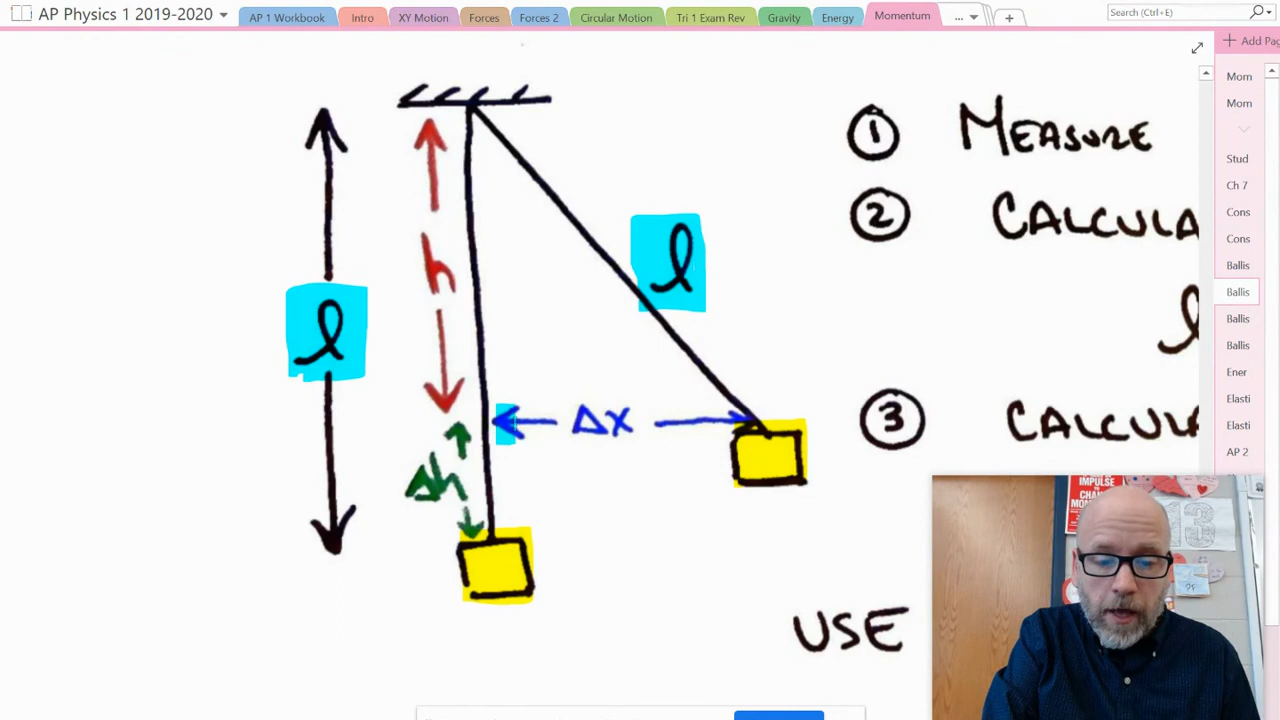 AP Physics 1 2019-2020
AP 1 Workbook
Intro
XY Motion
Forces
Forces 2
Circular Motion
Tri 1 Exam Rev
Gravity
Energy
Momentum
...
Search (Ctrl+E)
Add Pag
Mom
Mom
Stud
Ch 7
Cons
Cons
Ballis
Ballis
Ballis
Ballis
Ener
Elasti
Elasti
AP 2
ℓ
h
Δh
Δx
ℓ
① MEASURE
② CALCULA
ℓ
③ CALCULA
USE
IMPULSE
13